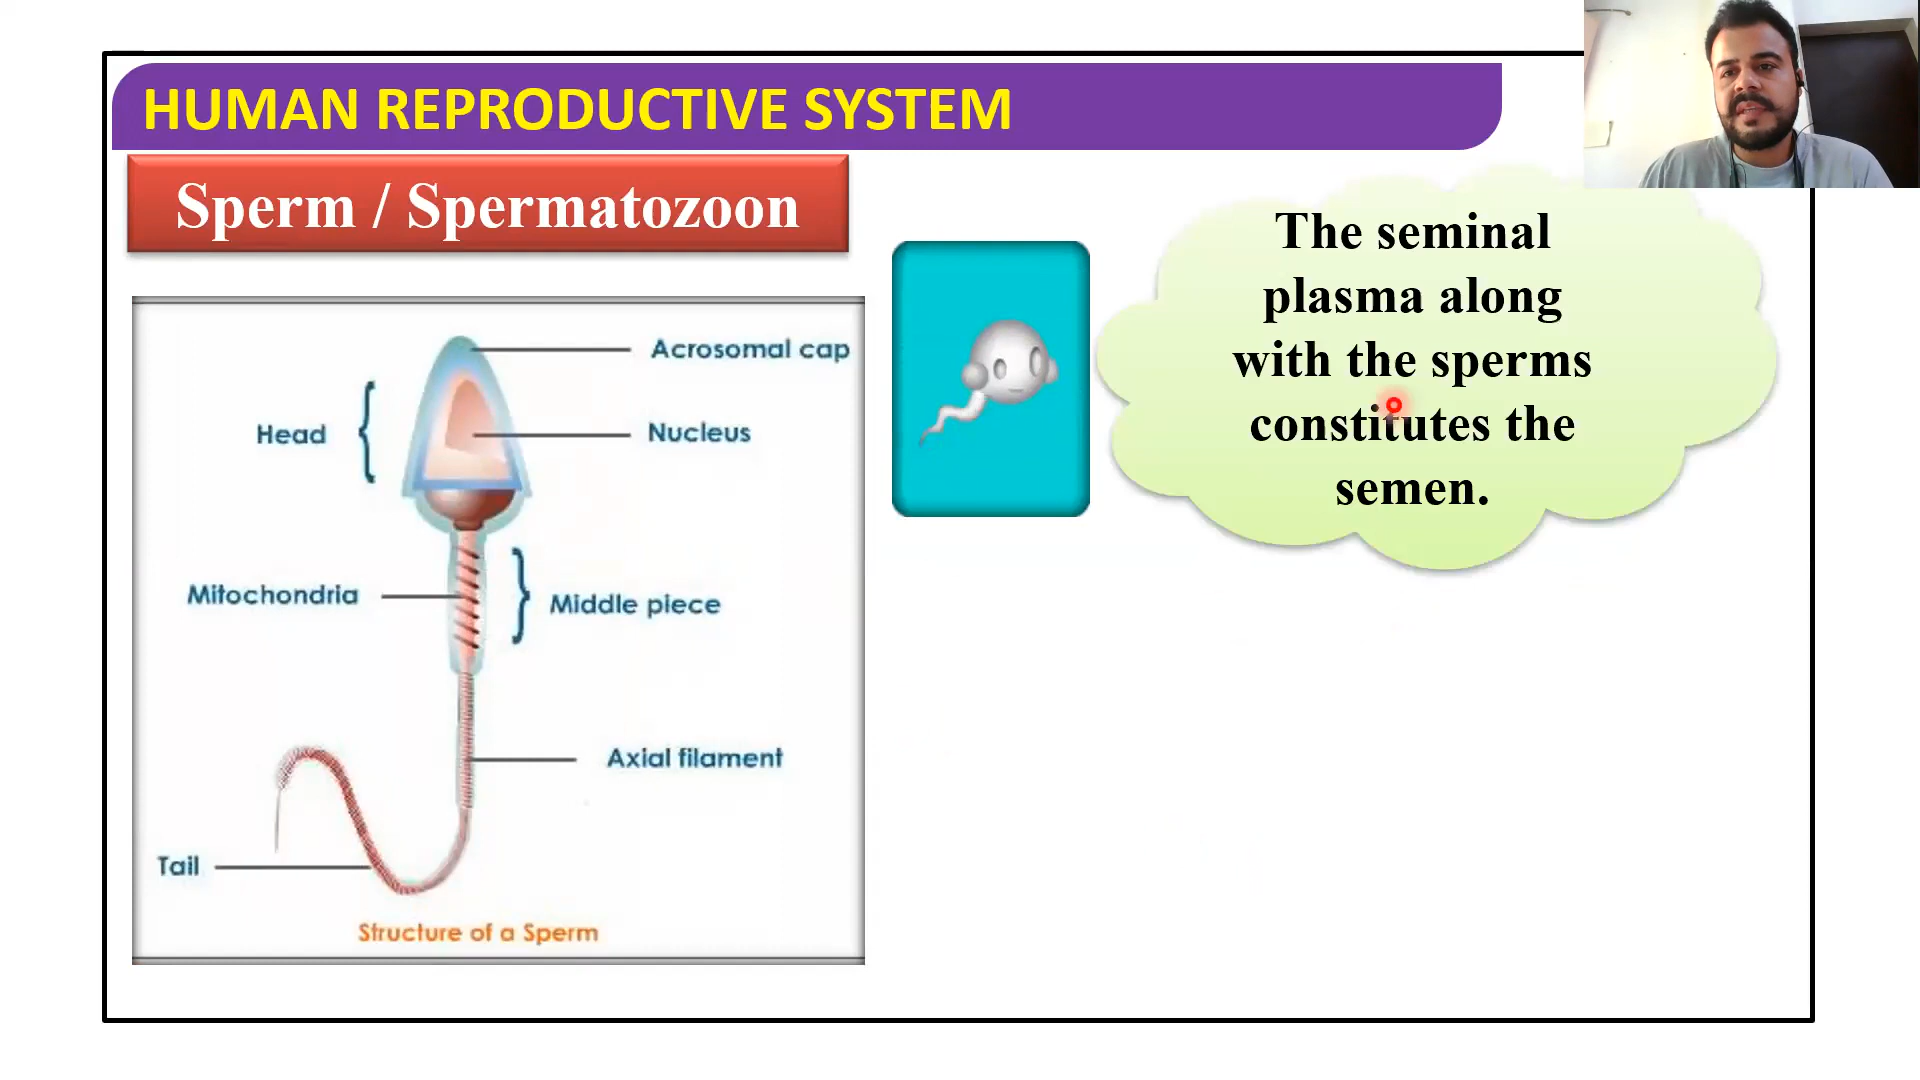 HUMAN REPRODUCTIVE SYSTEM
Sperm / Spermatozoon
Acrosomal cap
Head
Nucleus
Mitochondria
Middle piece
Axial filament
Tail
Structure of a Sperm
The seminal
plasma along
with the sperms
constitutes the
semen.